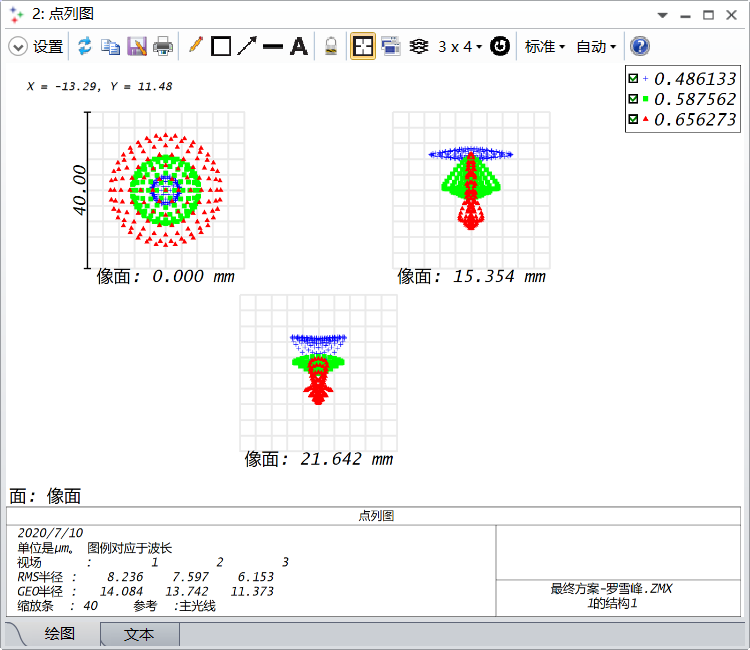 2: 点列图
设置
3 x 4
标准
自动
X = -13.29, Y = 11.48
+ 0.486133
0.587562
0.656273
40.00
像面: 0.000 mm
像面: 15.354 mm
像面: 21.642 mm
面: 像面
点列图
2020/7/10
单位是μm。 图例对应于波长
视场 : 1 2 3
RMS半径 : 8.236 7.597 6.153
GEO半径 : 14.084 13.742 11.373
缩放条 : 40 参考 :主光线
最终方案-罗雪峰.ZMX
1的结构1
绘图
文本